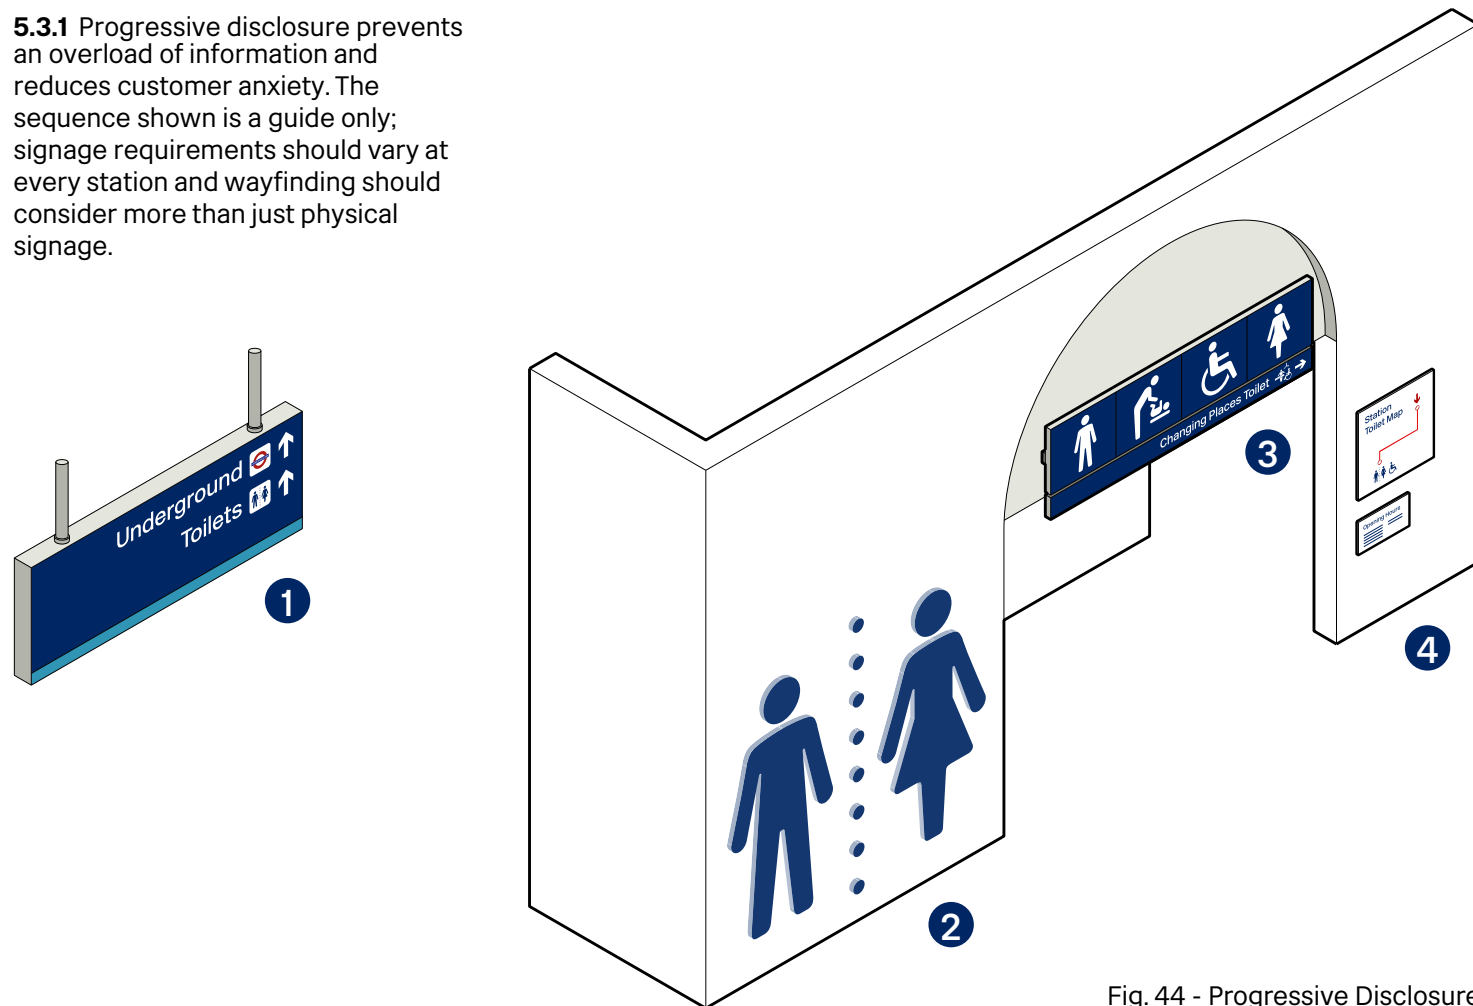 5.3.1 Progressive disclosure prevents
an overload of information and
reduces customer anxiety. The
sequence shown is a guide only;
signage requirements should vary at
every station and wayfinding should
consider more than just physical
signage.
Underground
Toilets
1
2
Changing Places Toilet
3
Station
Toilet Map
Opening Hours
4
Fig. 44 - Progressive Disclosure